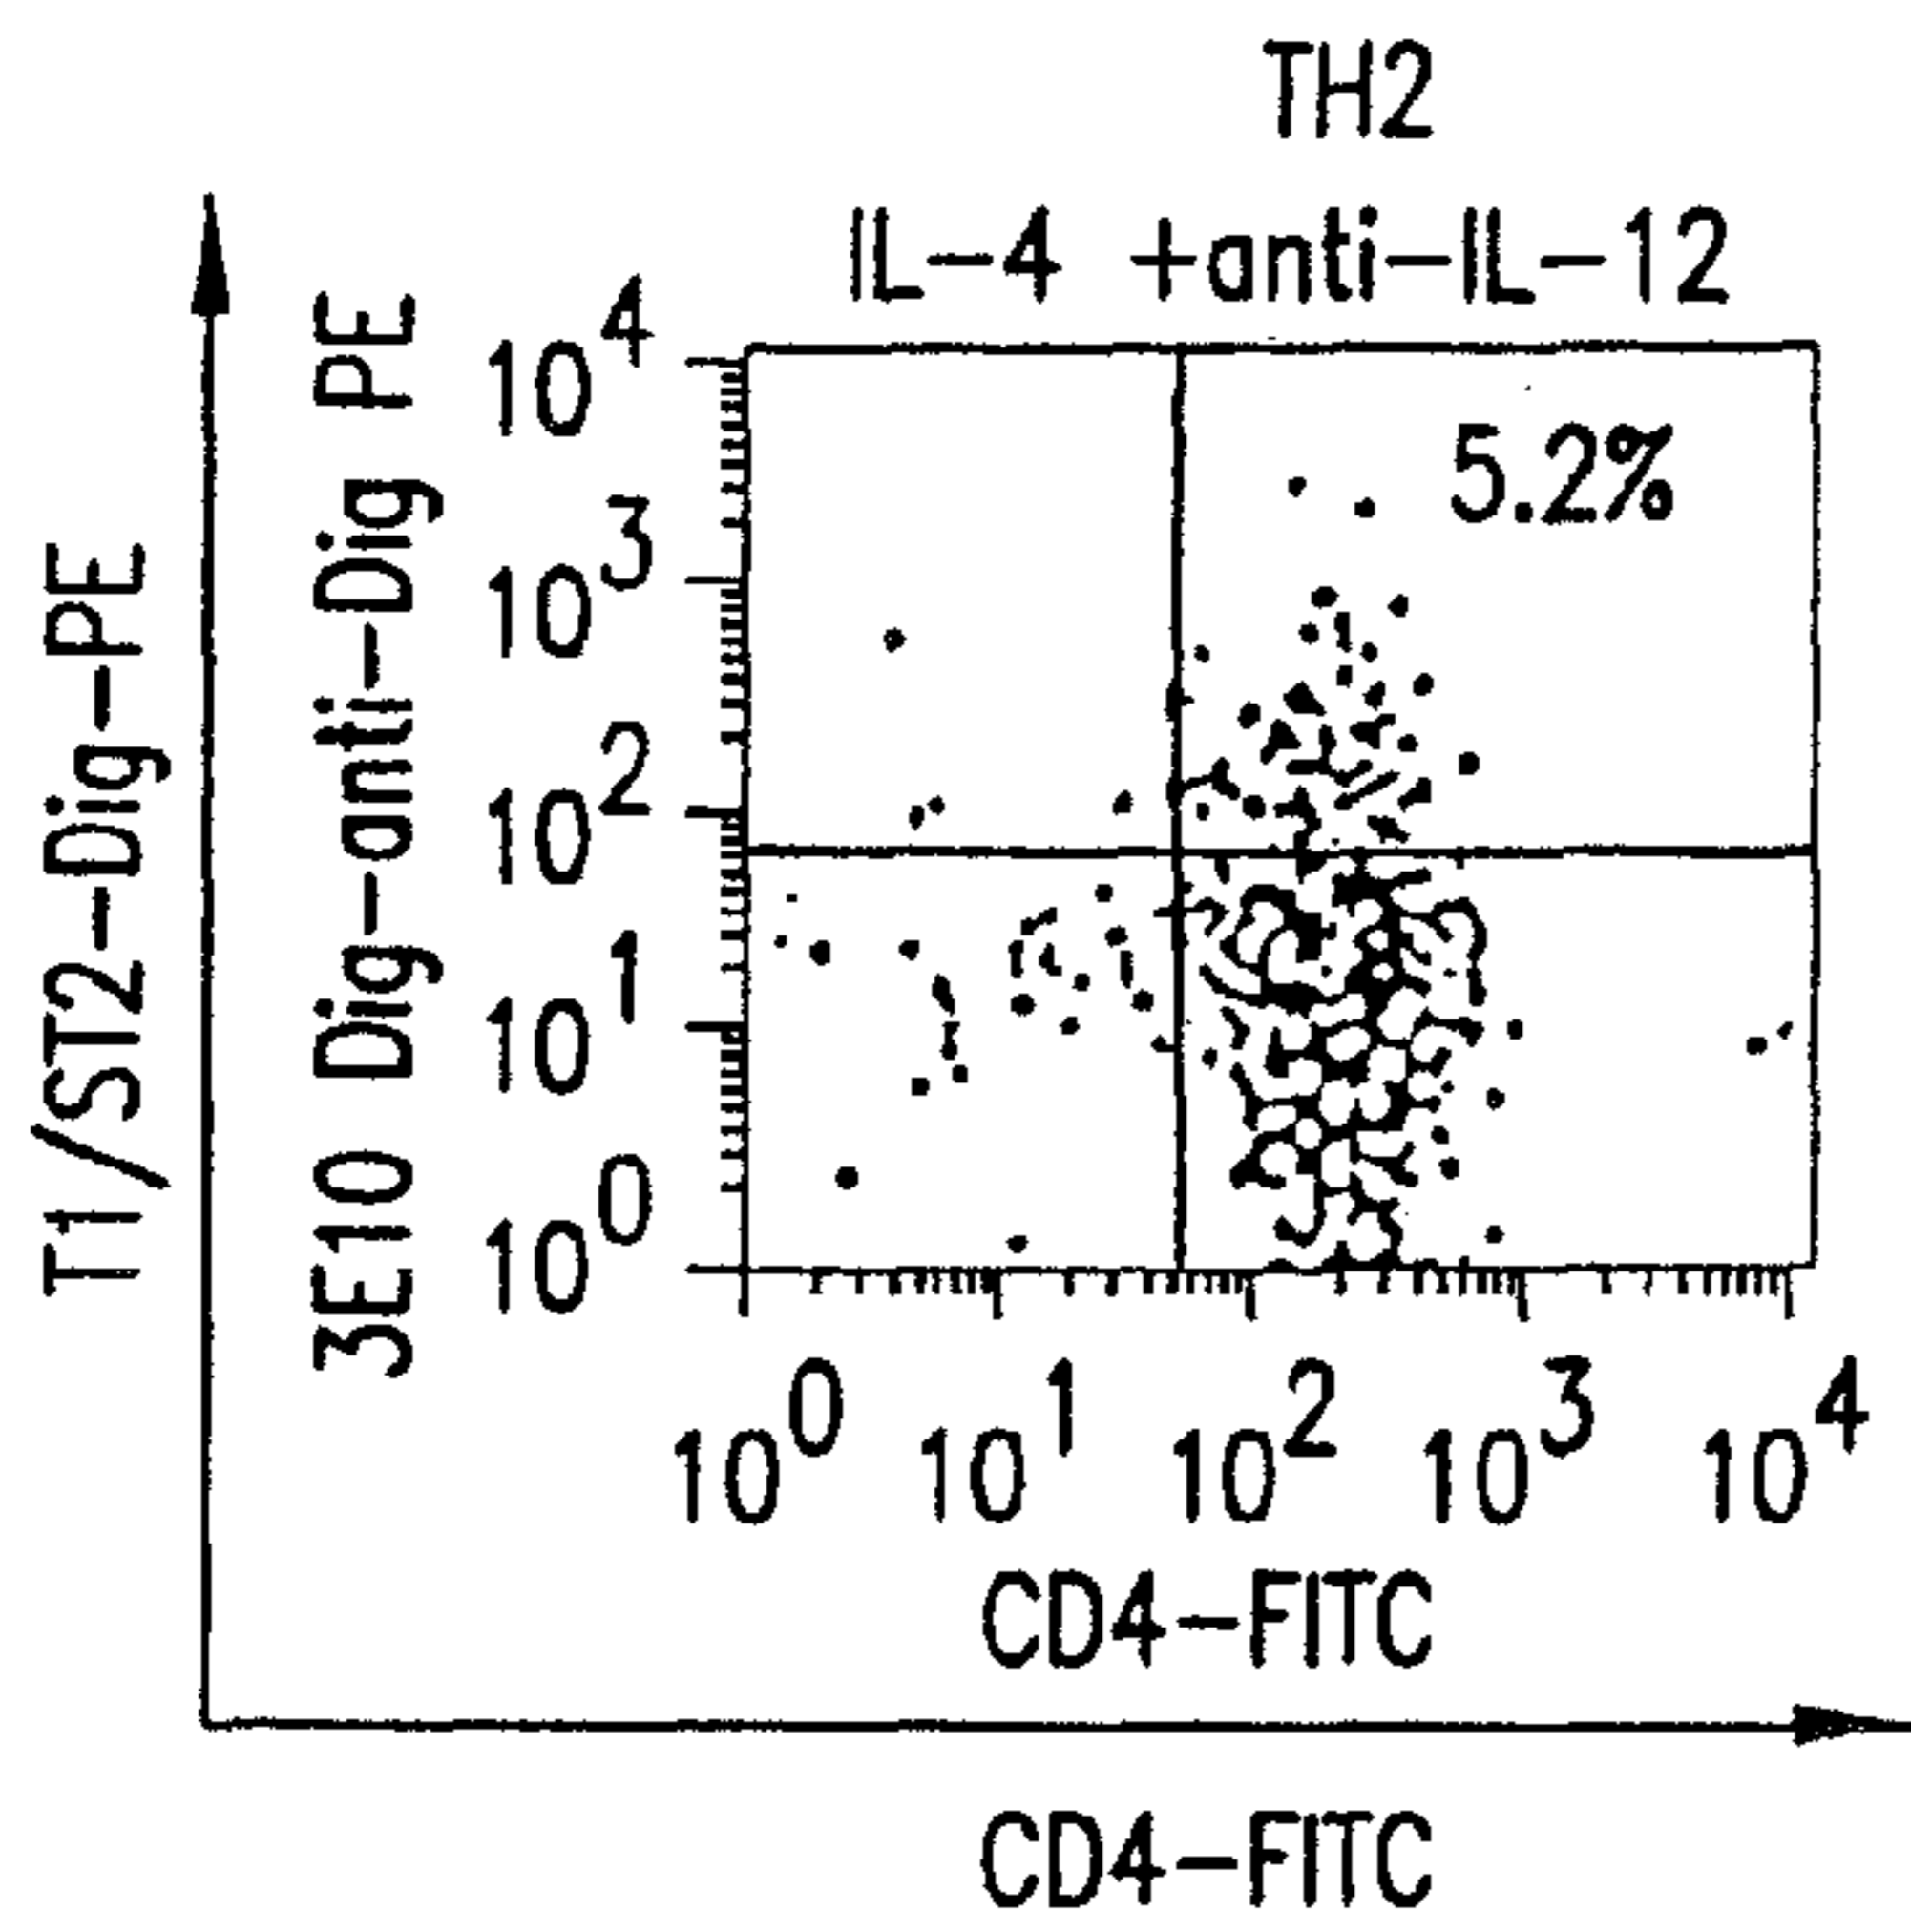 TH2
IL-4 +anti-IL-12
T1/ST2-Dig-PE
3E10 Dig-anti-Dig PE
10^4
10^3
10^2
10^1
10^0
5.2%
10^0 10^1 10^2 10^3 10^4
CD4-FITC
CD4-FITC